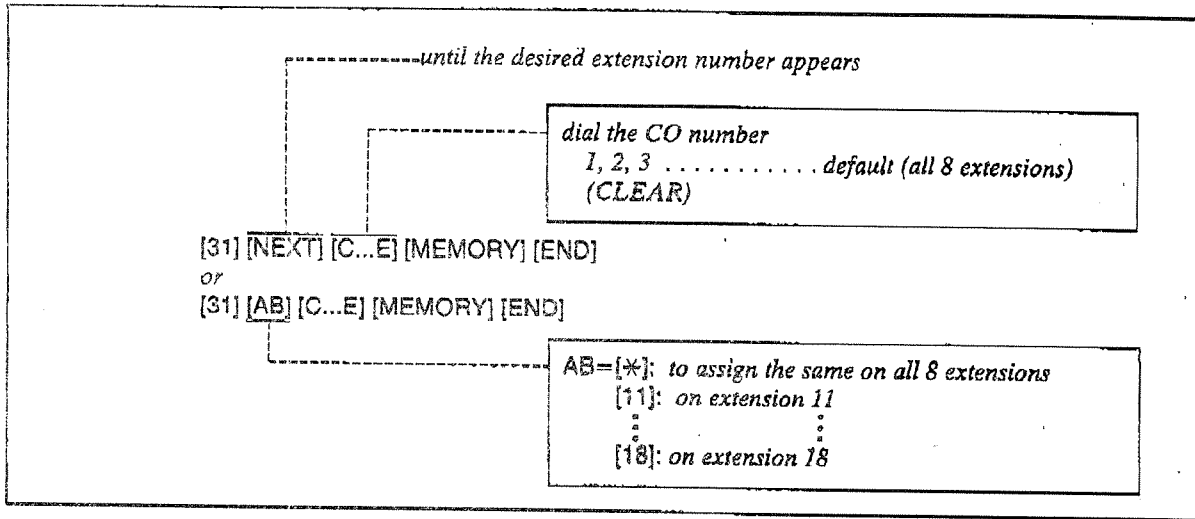 until the desired extension number appears
dial the CO number
1, 2, 3 . . . . . . . . . . . . default (all 8 extensions)
(CLEAR)
[31] [NEXT] [C...E] [MEMORY] [END]
or
[31] [AB] [C...E] [MEMORY] [END]
AB=[*]: to assign the same on all 8 extensions
[11]: on extension 11
[18]: on extension 18